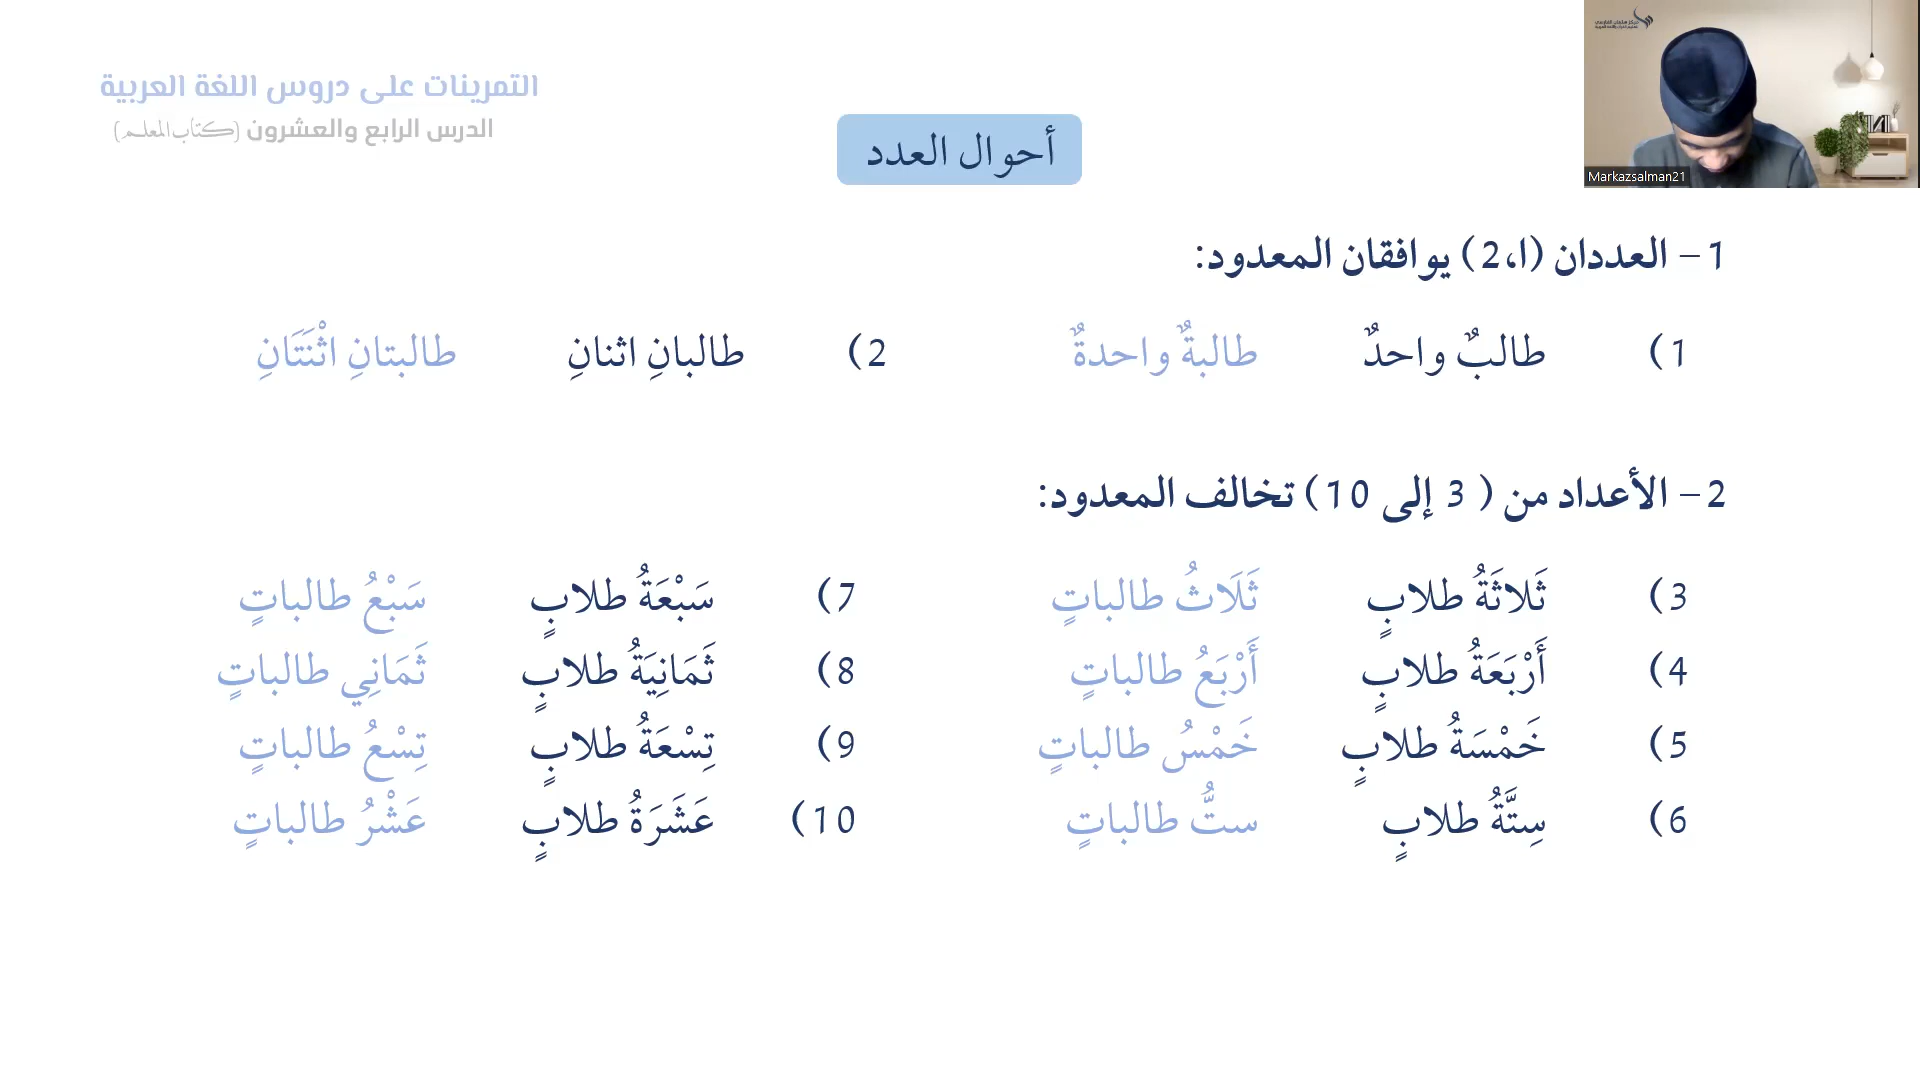 التمرينات على دروس اللغة العربية
الدرس الرابع والعشرون (كتاب المعلم)
أحوال العدد
Markazsalman21
1- العددان (ا،2) يوافقان المعدود:
1) طالبٌ واحدٌ طالبةٌ واحدةٌ 2) طالبانِ اثنانِ طالبتانِ اثْنَتَانِ
2- الأعداد من ( 3 إلى 10) تخالف المعدود:
3) ثَلاثَةُ طلابٍ ثَلَاثُ طالباتٍ 7) سَبْعَةُ طلابٍ سَبْعُ طالباتٍ
4) أَرْبَعَةُ طلابٍ أَرْبَعُ طالباتٍ 8) ثَمَانِيَةُ طلابٍ ثَمَانِي طالباتٍ
5) خَمْسَةُ طلابٍ خَمْسُ طالباتٍ 9) تِسْعَةُ طلابٍ تِسْعُ طالباتٍ
6) سِتَّةُ طلابٍ ستُّ طالباتٍ 10) عَشَرَةُ طلابٍ عَشْرُ طالباتٍ